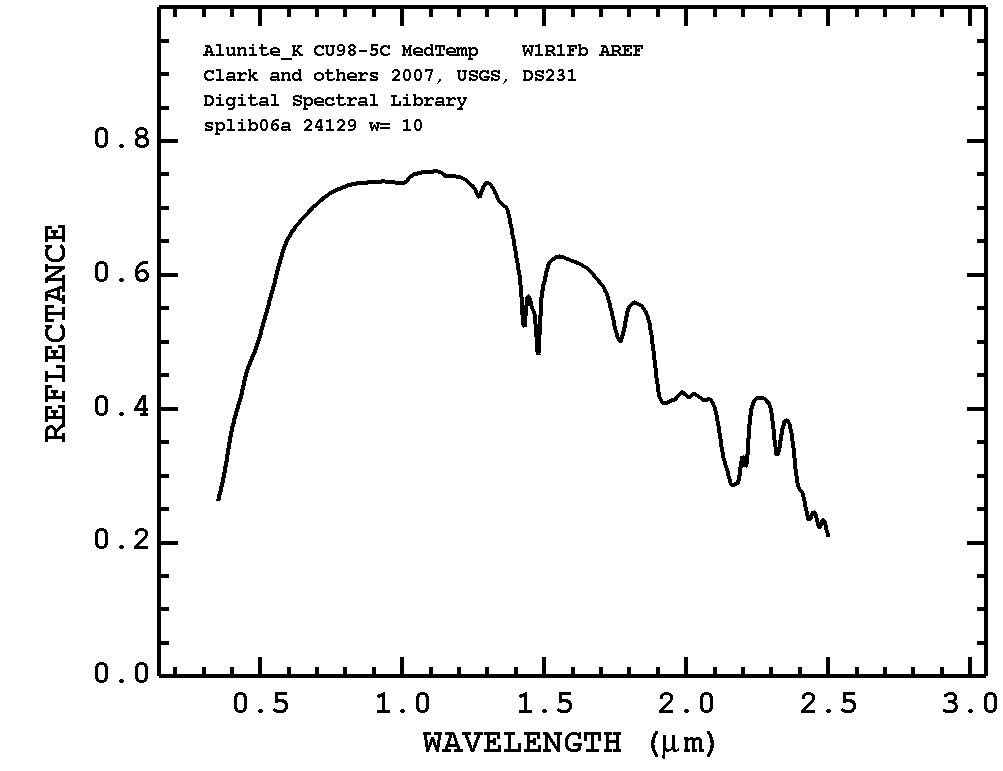 Alunite_K CU98-5C MedTemp W1R1Fb AREF
Clark and others 2007, USGS, DS231
Digital Spectral Library
splib06a 24129 w= 10
REFLECTANCE
0.8
0.6
0.4
0.2
0.0
0.5 1.0 1.5 2.0 2.5 3.0
WAVELENGTH (μm)